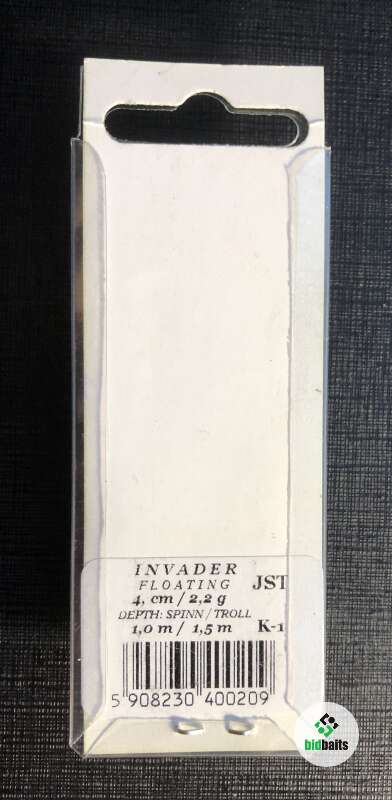 INVADER
FLOATING JST
4, cm / 2,2 g
DEPTH: SPINN / TROLL
1,0 m / 1,5 m K-1
5 908230 400209
bidbaits